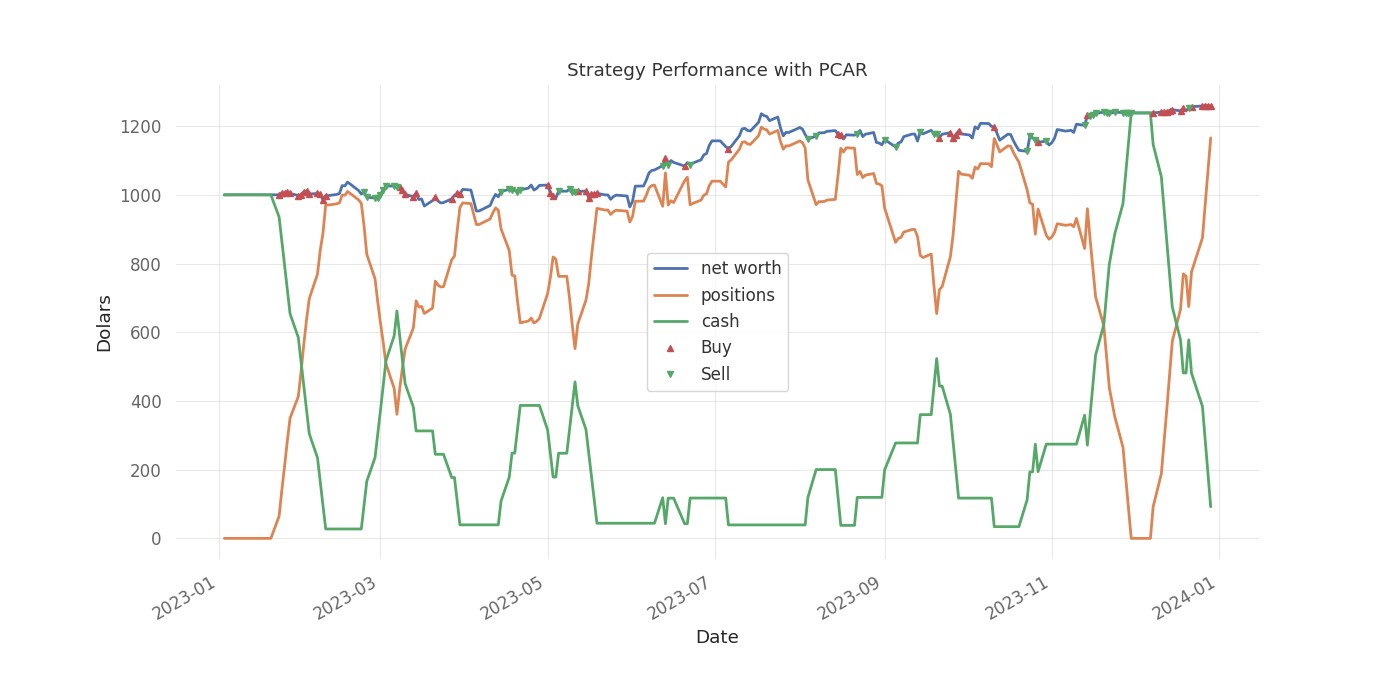 Strategy Performance with PCAR
1200
1000
800
600
400
200
0
Dolars
net worth
positions
cash
Buy
Sell
2023-01
2023-03
2023-05
2023-07
2023-09
2023-11
2024-01
Date